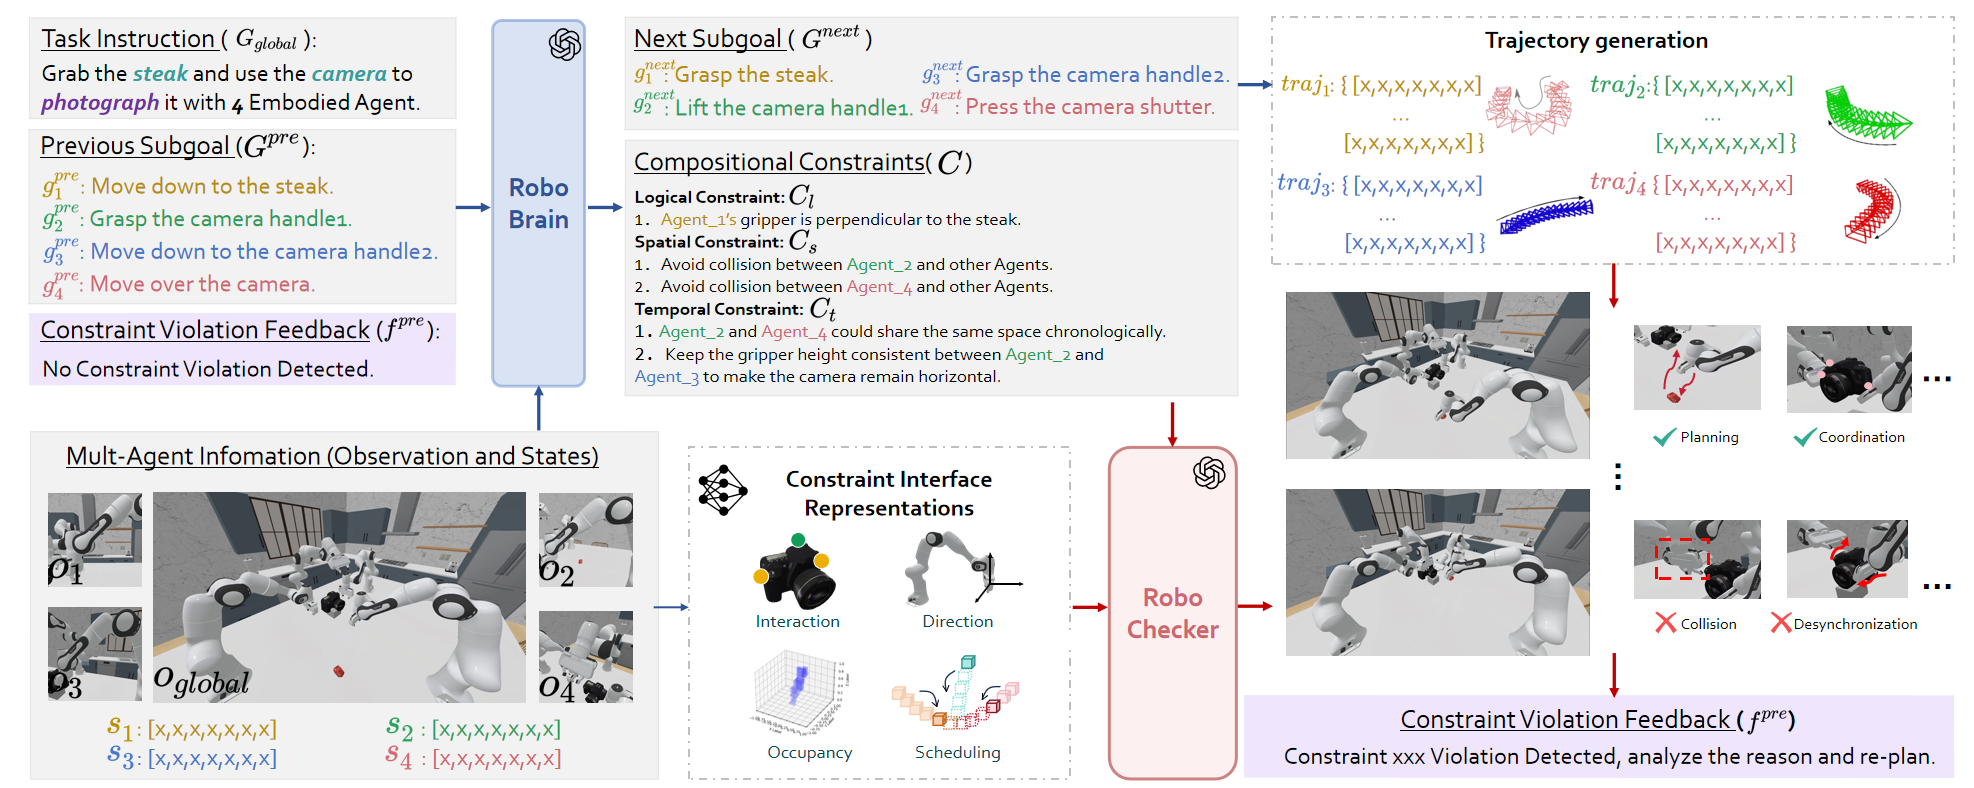 Task Instruction ( G_global ):
Grab the steak and use the camera to
photograph it with 4 Embodied Agent.
Previous Subgoal (G^pre):
g_1^pre: Move down to the steak.
g_2^pre: Grasp the camera handle1.
g_3^pre: Move down to the camera handle2.
g_4^pre: Move over the camera.
Constraint Violation Feedback (f^pre):
No Constraint Violation Detected.
Robo
Brain
Next Subgoal ( G^next )
g_1^next: Grasp the steak.
g_2^next: Lift the camera handle1.
g_3^next: Grasp the camera handle2.
g_4^next: Press the camera shutter.
Compositional Constraints( C )
Logical Constraint: C_l
1. Agent_1's gripper is perpendicular to the steak.
Spatial Constraint: C_s
1. Avoid collision between Agent_2 and other Agents.
2. Avoid collision between Agent_4 and other Agents.
Temporal Constraint: C_t
1. Agent_2 and Agent_4 could share the same space chronologically.
2. Keep the gripper height consistent between Agent_2 and
Agent_3 to make the camera remain horizontal.
Trajectory generation
traj_1: { [x,x,x,x,x,x,x]
...
[x,x,x,x,x,x,x] }
traj_2: { [x,x,x,x,x,x,x]
...
[x,x,x,x,x,x,x] }
traj_3: { [x,x,x,x,x,x,x]
...
[x,x,x,x,x,x,x] }
traj_4 { [x,x,x,x,x,x,x]
...
[x,x,x,x,x,x,x] }
Mult-Agent Infomation (Observation and States)
O_1
O_2
O_3
O_global
O_4
s_1: [x,x,x,x,x,x,x]
s_2 : [x,x,x,x,x,x,x]
s_3: [x,x,x,x,x,x,x]
s_4 : [x,x,x,x,x,x,x]
Constraint Interface
Representations
Interaction
Direction
Occupancy
Scheduling
Robo
Checker
Planning
Coordination
...
Collision
Desynchronization
...
Constraint Violation Feedback ( f^pre)
Constraint xxx Violation Detected, analyze the reason and re-plan.